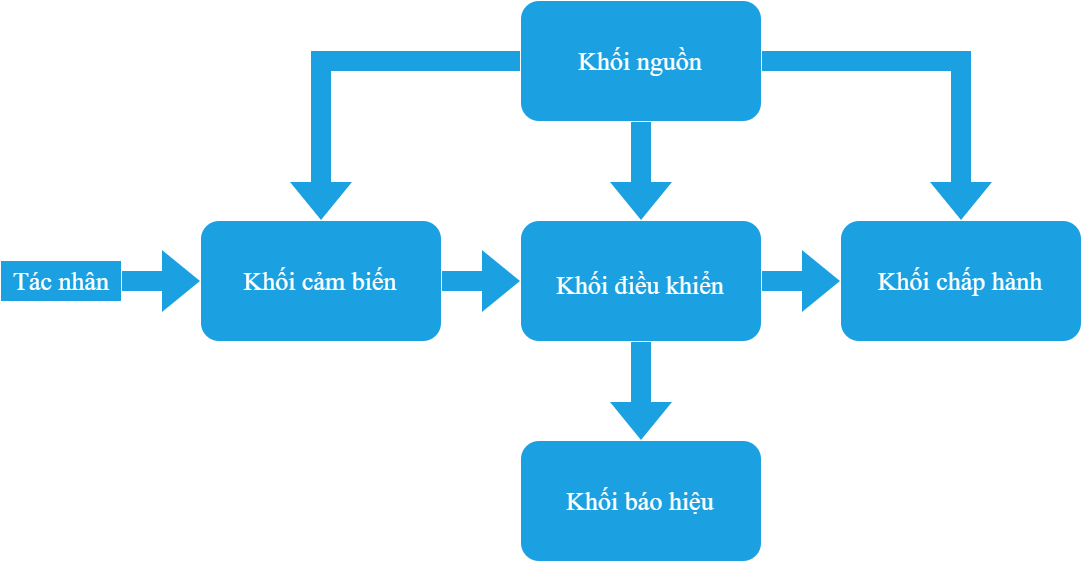 Khối nguồn
Tác nhân
Khối cảm biến
Khối điều khiển
Khối chấp hành
Khối báo hiệu